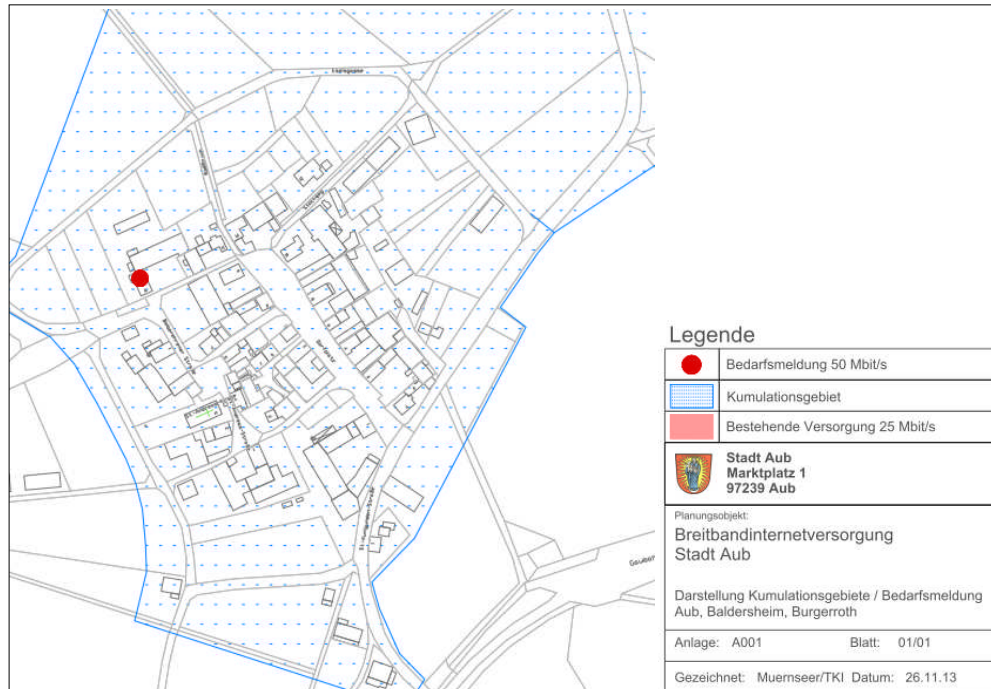 Legende
Bedarfsmeldung 50 Mbit/s
Kumulationsgebiet
Bestehende Versorgung 25 Mbit/s
Stadt Aub
Marktplatz 1
97239 Aub
Planungsobjekt:
Breitbandinternetversorgung
Stadt Aub
Darstellung Kumulationsgebiete / Bedarfsmeldung
Aub, Baldersheim, Burgerroth
Anlage: A001 Blatt: 01/01
Gezeichnet: Muernseer/TKI Datum: 26.11.13